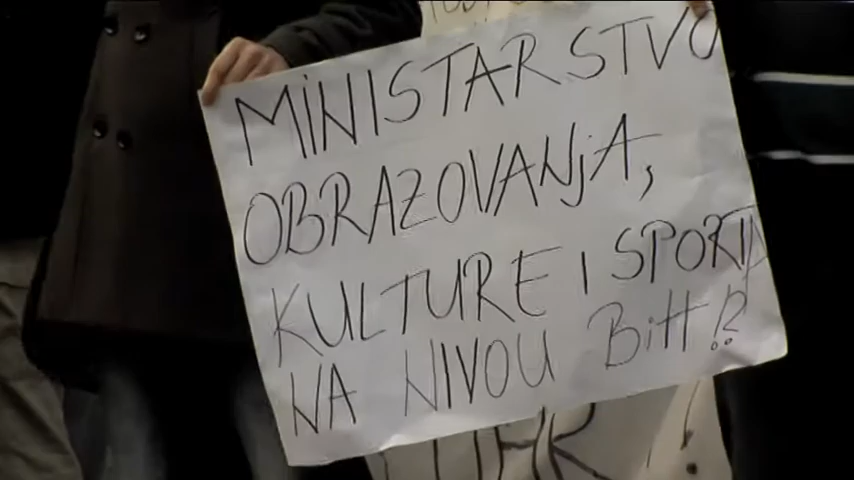 MINISTARSTVO
OBRAZOVANJA,
KULTURE I SPORTA
NA NIVOU BiH!?